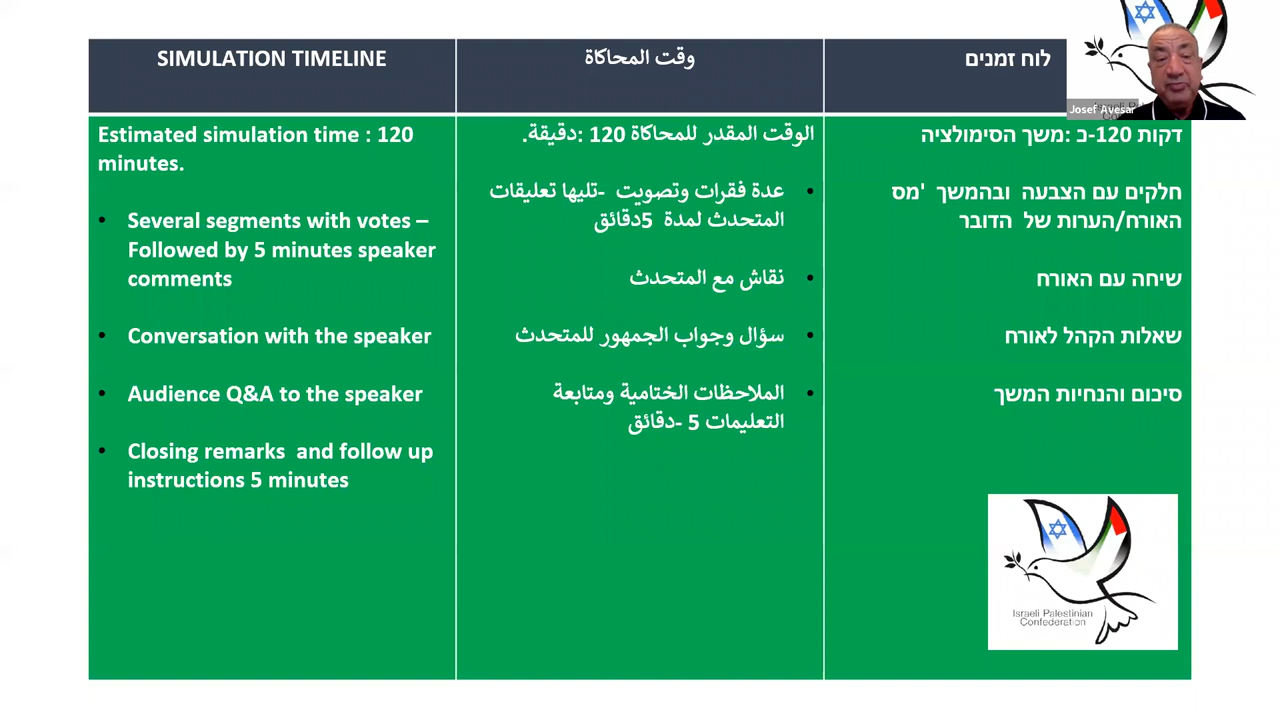 SIMULATION TIMELINE
Estimated simulation time : 120
minutes.
• Several segments with votes –
Followed by 5 minutes speaker
comments
• Conversation with the speaker
• Audience Q&A to the speaker
• Closing remarks  and follow up
instructions 5 minutes
وقت المحاكاة
الوقت المقدر للمحاكاة 120 :دقيقة.
• عدة فقرات وتصويت -تليها تعليقات
المتحدث لمدة 5دقائق
• نقاش مع المتحدث
• سؤال وجواب الجمهور للمتحدث
• الملاحظات الختامية ومتابعة
التعليمات 5 -دقائق
לוח זמנים
דקות 120-כ :משך הסימולציה
חלקים עם הצבעה ובהמשך 'מס
האורח/הערות של הדובר
שיחה עם האורח
שאלות הקהל לאורח
סיכום והנחיות המשך
Josef Avesar
Israeli Palestinian
Confederation